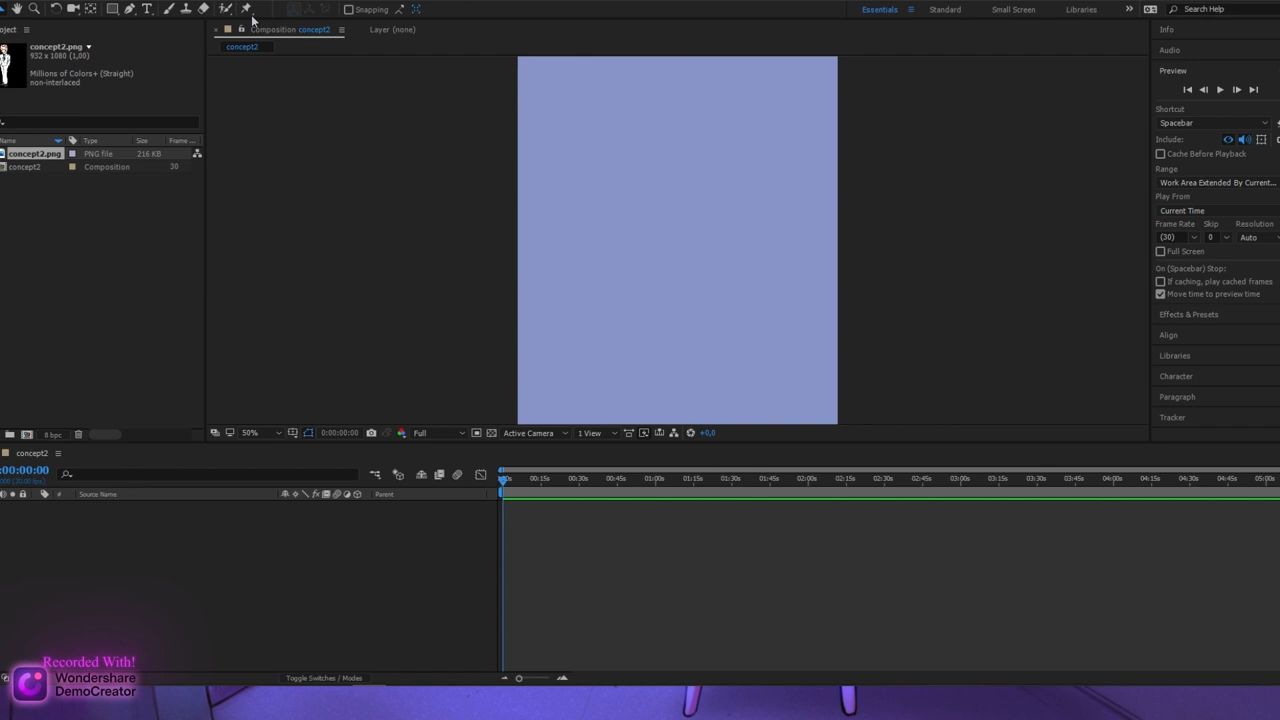 Snapping
Essentials
Standard
Small Screen
Libraries
Search Help
oject
Composition concept2
Layer (none)
concept2
concept2.png
932 x 1080 (1,00)
Millions of Colors+ (Straight)
non-interlaced
Name
Type
Size
Frame ...
concept2.png
PNG file
216 KB
concept2
Composition
30
8 bpc
50%
0:00:00:00
Full
Active Camera
1 View
+0,0
Info
Audio
Preview
Shortcut
Spacebar
Include:
Cache Before Playback
Range
Work Area Extended By Current...
Play From
Current Time
Frame Rate
Skip
Resolution
(30)
0
Auto
Full Screen
On (Spacebar) Stop:
If caching, play cached frames
Move time to preview time
Effects & Presets
Align
Libraries
Character
Paragraph
Tracker
concept2
:00:00:00
000 (30.00 fps)
# Source Name
Parent
00s 00:15s 00:30s 00:45s 01:00s 01:15s 01:30s 01:45s 02:00s 02:15s 02:30s 02:45s 03:00s 03:15s 03:30s 03:45s 04:00s 04:15s 04:30s 04:45s 05:00s
Toggle Switches / Modes
Recorded With!
Wondershare
DemoCreator